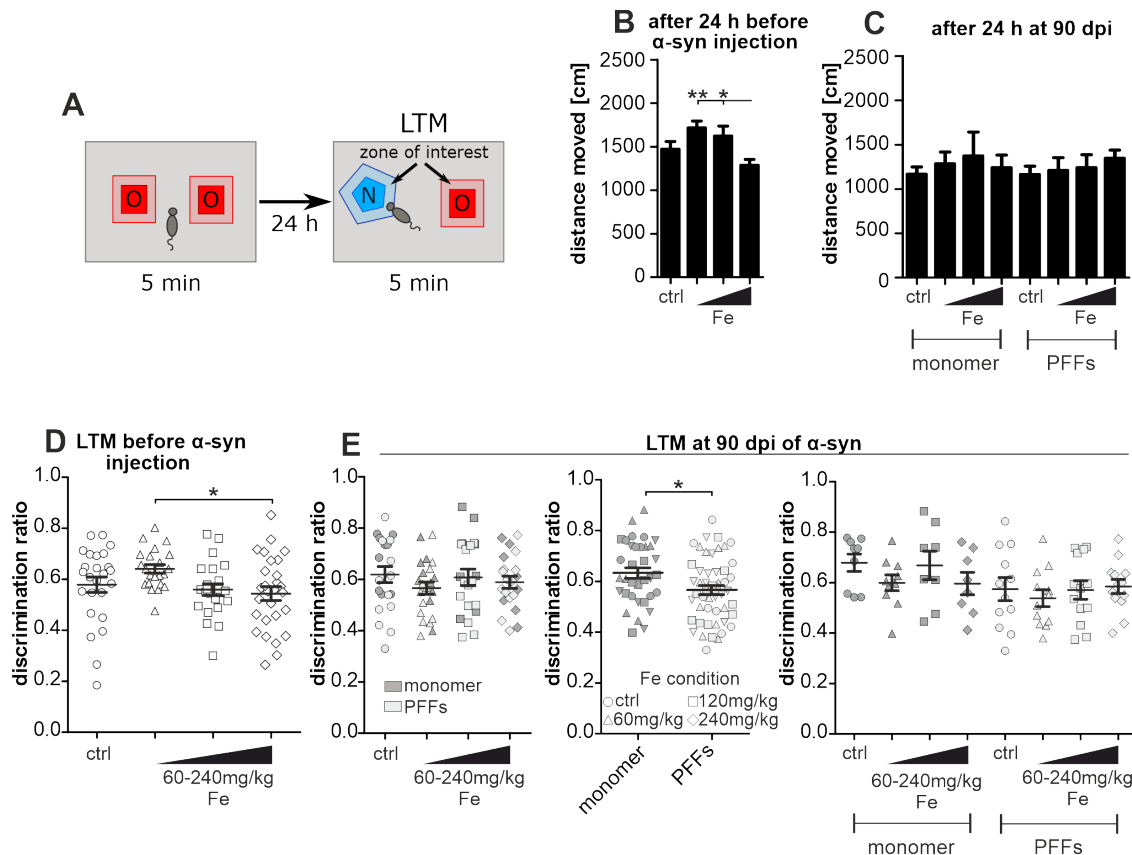 A
LTM
zone of interest
O
O
N
O
24 h
5 min
5 min
B
after 24 h before
α-syn injection
distance moved [cm]
2500
2000
1500
1000
500
0
** *
ctrl
Fe
C
after 24 h at 90 dpi
distance moved [cm]
2500
2000
1500
1000
500
0
ctrl
Fe
ctrl
Fe
monomer
PFFs
D
LTM before α-syn
injection
discrimination ratio
1.0
0.8
0.6
0.4
0.2
0.0
*
ctrl
60-240mg/kg
Fe
E
LTM at 90 dpi of α-syn
discrimination ratio
1.0
0.8
0.6
0.4
0.2
0.0
monomer
PFFs
ctrl
60-240mg/kg
Fe
discrimination ratio
1.0
0.8
0.6
0.4
0.2
0.0
*
Fe condition
ctrl
120mg/kg
60mg/kg
240mg/kg
monomer
PFFs
discrimination ratio
1.0
0.8
0.6
0.4
0.2
0.0
ctrl
60-240mg/kg
Fe
ctrl
60-240mg/kg
Fe
monomer
PFFs